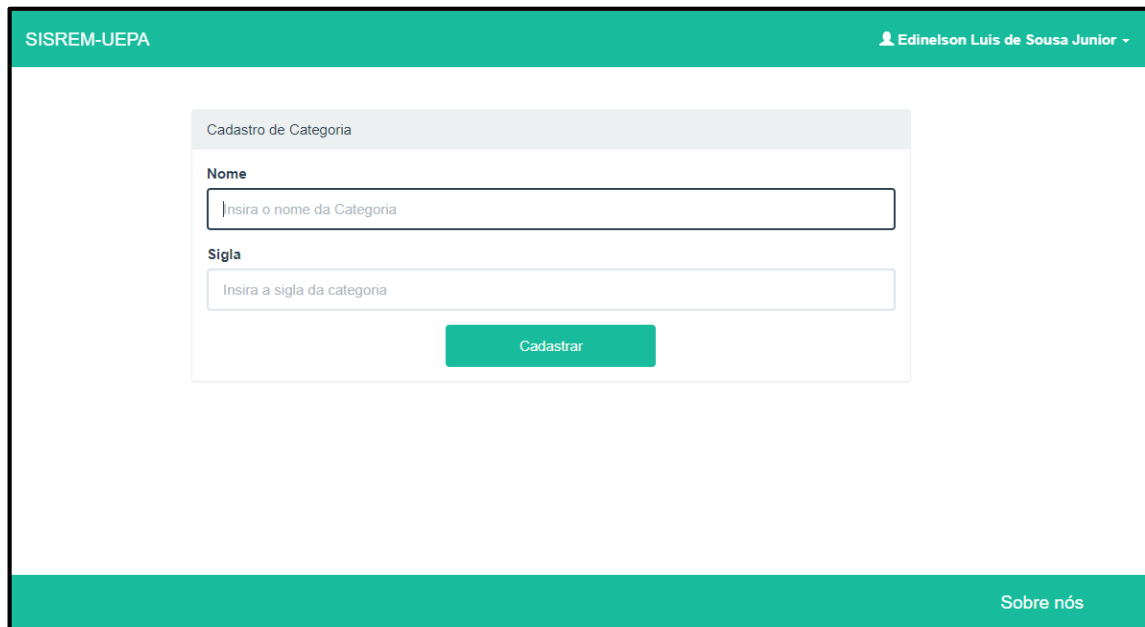 SISREM-UEPA
Edinelson Luis de Sousa Junior
Cadastro de Categoria
Nome
Insira o nome da Categoria
Sigla
Insira a sigla da categoria
Cadastrar
Sobre nós